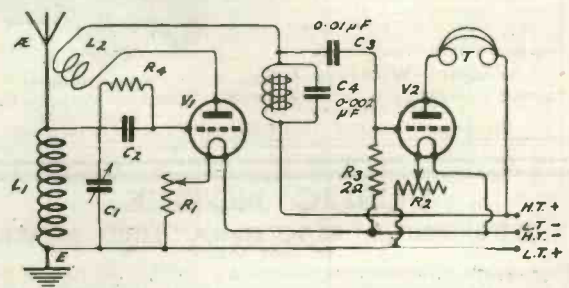 Æ
L2
R4
V1
C2
L1
C1
R1
E
0.01µF
C3
C4
0.002
µF
R3
2Ω
V2
T
R2
H.T.+
L.T.-
H.T.-
L.T.+